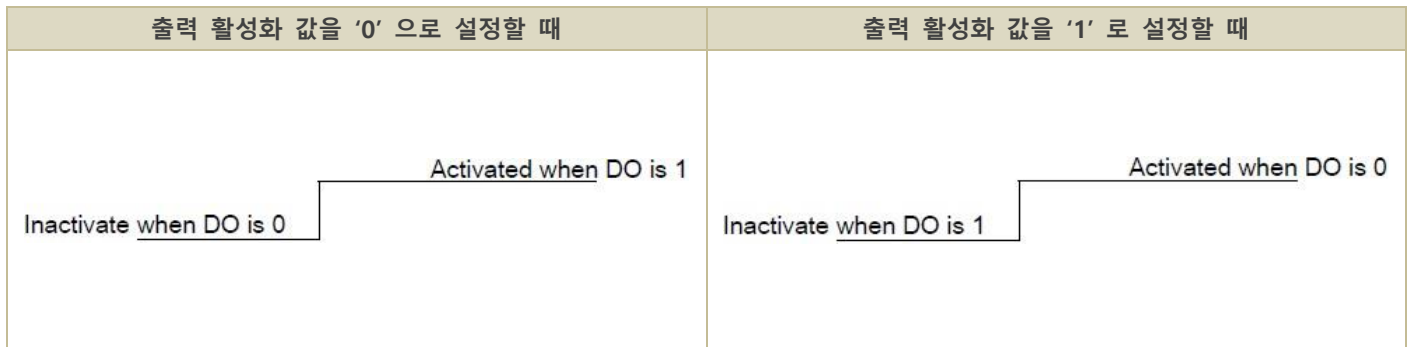 출력 활성화 값을 ‘0’ 으로 설정할 때
출력 활성화 값을 ‘1’ 로 설정할 때
Activated when DO is 1
Inactivate when DO is 0
Activated when DO is 0
Inactivate when DO is 1